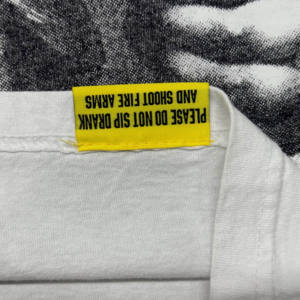 PLEASE DO NOT SIP DRANK
AND SHOOT FIRE ARMS